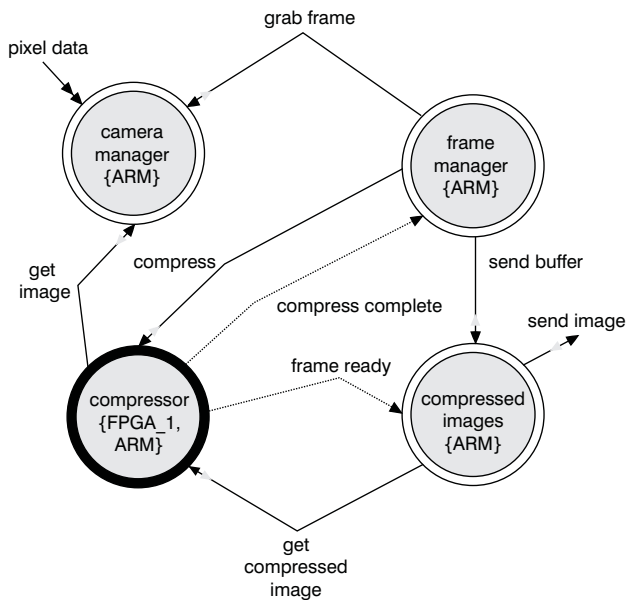 grab frame
pixel data
camera
manager
{ARM}
frame
manager
{ARM}
get
image
compress
send buffer
compress complete
send image
frame ready
compressor
{FPGA_1,
ARM}
compressed
images
{ARM}
get
compressed
image